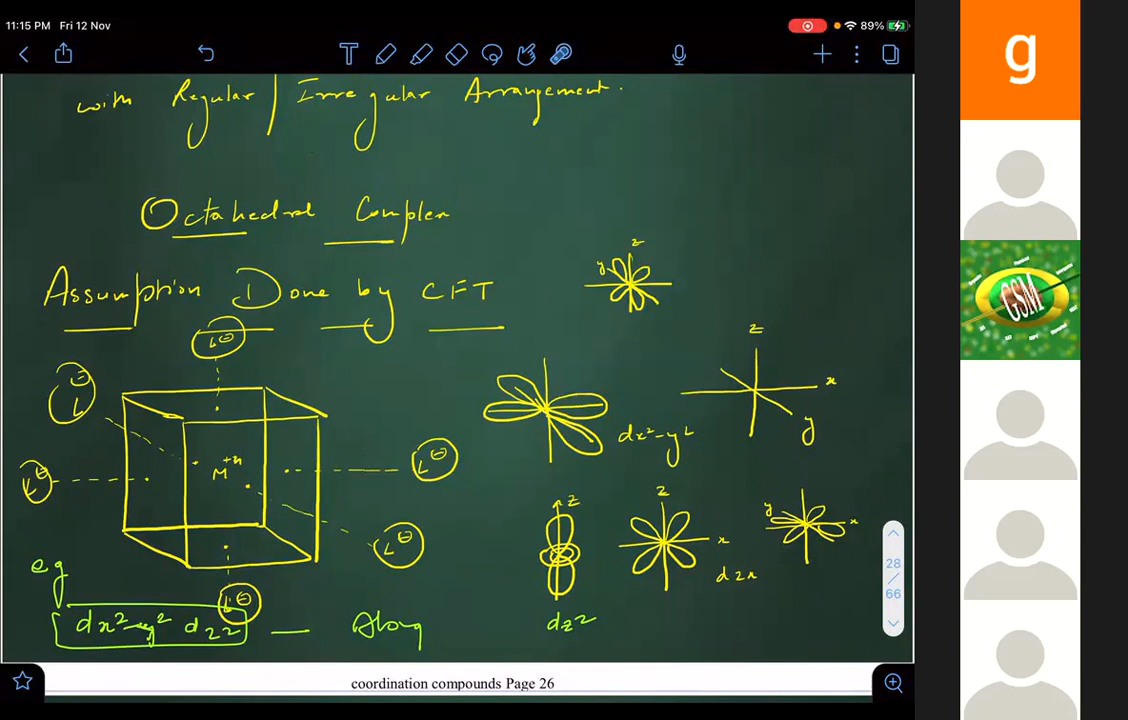 11:15 PM Fri 12 Nov
89%
g
with Regular / Irregular Arrangement.
Octahedral Complex
Assumption Done by CFT
z
y
L⊖
L⊖
z
x
y
dx²-y²
M+n
L⊖
L⊖
L⊖
L⊖
z
dz²
z
x
dzx
y
x
eg
dx²-y² dz² — Along
28
/
66
coordination compounds Page 26
GSM